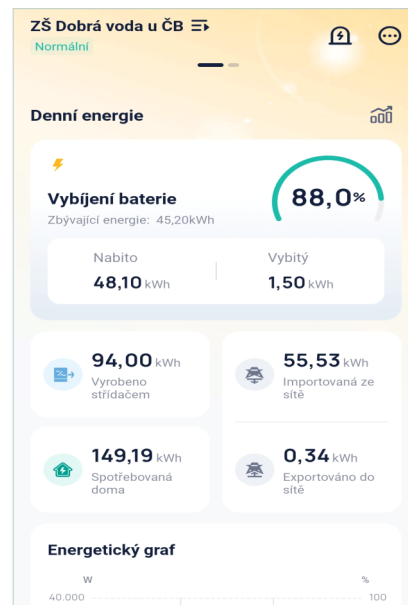 ZŠ Dobrá voda u ČB
Normální
Denní energie
Vybíjení baterie
Zbývající energie: 45,20kWh
88,0%
Nabito
48,10 kWh
Vybitý
1,50 kWh
94,00 kWh
Vyrobeno
střídačem
55,53 kWh
Importovaná ze
sítě
149,19 kWh
Spotřebovaná
doma
0,34 kWh
Exportováno do
sítě
Energetický graf
W
%
40.000
100